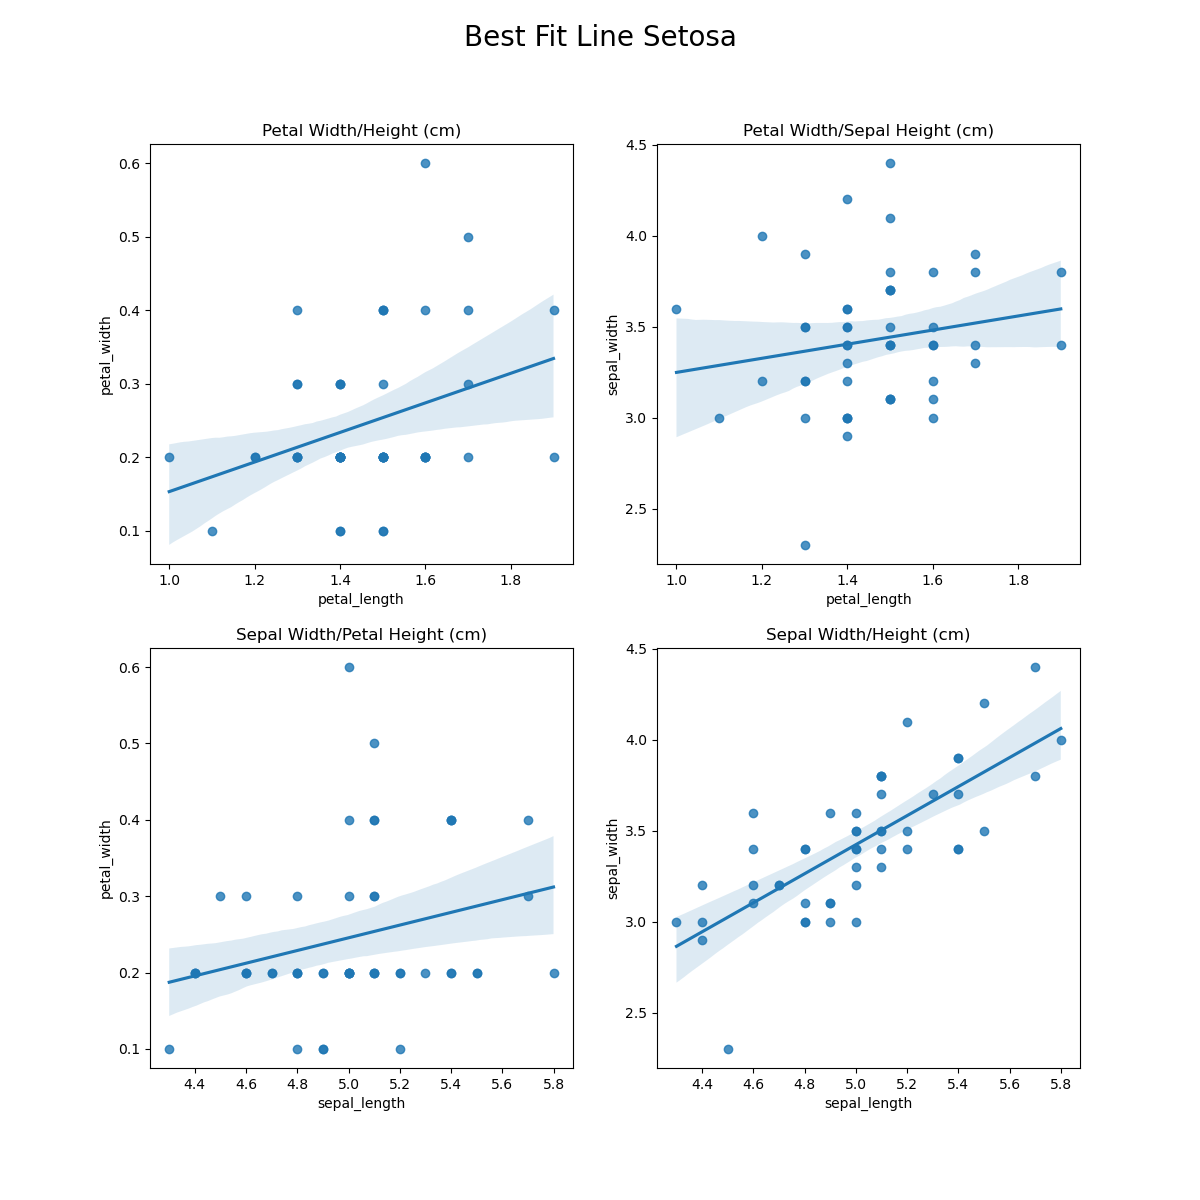 Best Fit Line Setosa
Petal Width/Height (cm)
0.6
0.5
0.4
0.3
0.2
0.1
petal_width
1.0 1.2 1.4 1.6 1.8
petal_length
Petal Width/Sepal Height (cm)
4.5
4.0
3.5
3.0
2.5
sepal_width
1.0 1.2 1.4 1.6 1.8
petal_length
Sepal Width/Petal Height (cm)
0.6
0.5
0.4
0.3
0.2
0.1
petal_width
4.4 4.6 4.8 5.0 5.2 5.4 5.6 5.8
sepal_length
Sepal Width/Height (cm)
4.5
4.0
3.5
3.0
2.5
sepal_width
4.4 4.6 4.8 5.0 5.2 5.4 5.6 5.8
sepal_length